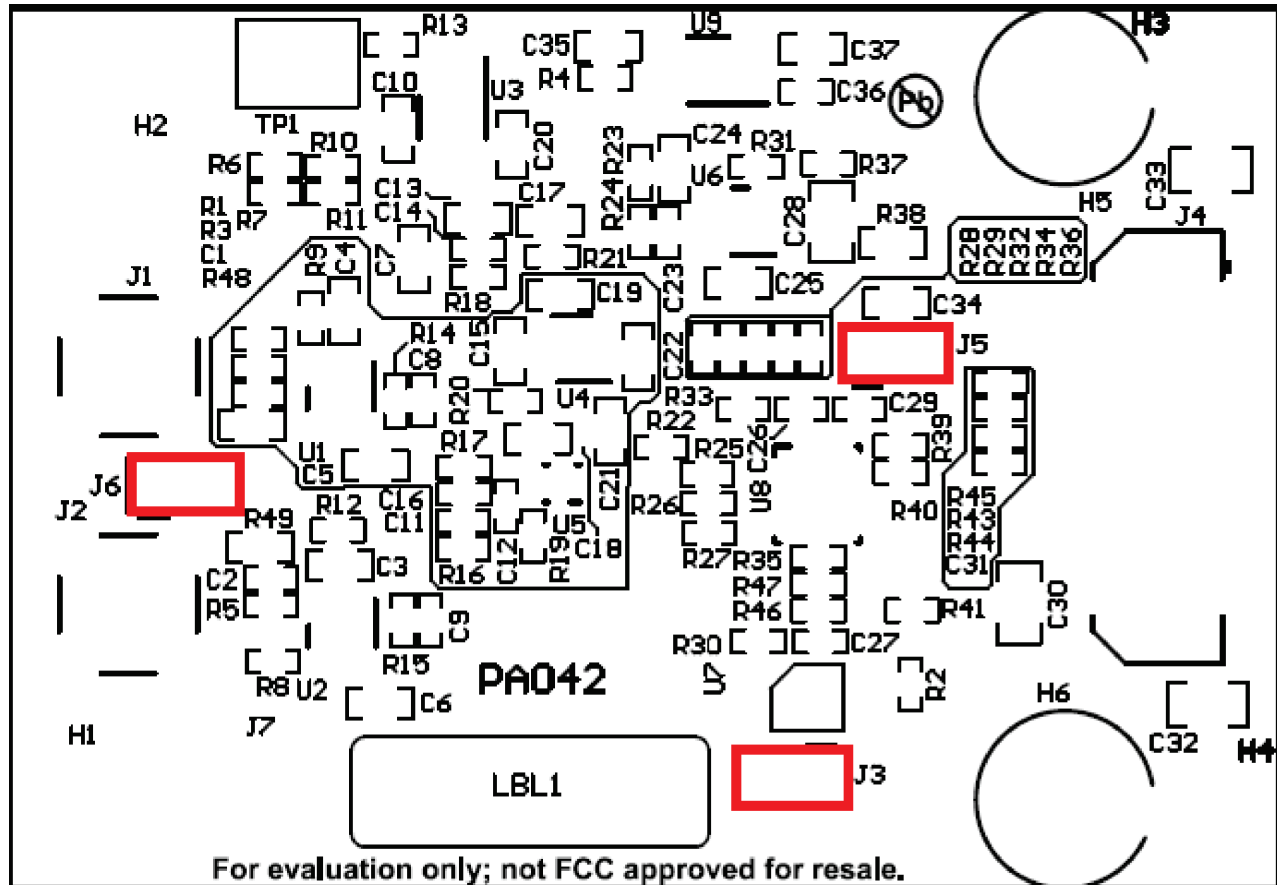 R13
C35
U9
C37
H3
R4
C10
U3
C36
Pb
H2
TP1
R10
C20
R23
C24
R31
R37
R6
U6
C33
C13
C17
R24
C28
H5
R1
R7
R11
C14
R38
J4
R3
C1
R48
R9
C4
C7
R21
R28
R29
R32
R34
R36
J1
R18
C19
C23
C25
C34
R14
C15
C22
J5
C8
R20
U4
R33
C29
R22
C26
R39
U1
R17
R25
C5
J6
C16
C21
R26
U8
R40
R45
J2
R49
R12
C11
U5
R43
C18
R27
R44
C12
R19
R35
C31
C2
C3
R16
R47
R5
C9
R46
R41
C30
R30
C27
R15
R8
U2
PA042
U7
R2
C6
H6
H1
J7
C32
H4
LBL1
J3
For evaluation only; not FCC approved for resale.